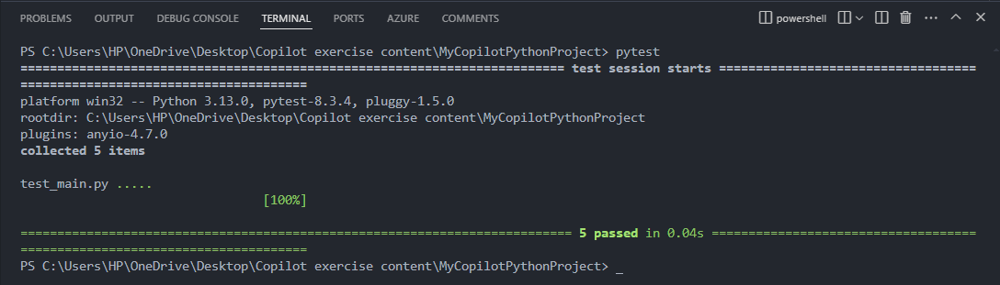 PROBLEMS OUTPUT DEBUG CONSOLE TERMINAL PORTS AZURE COMMENTS powershell
PS C:\Users\HP\OneDrive\Desktop\Copilot exercise content\MyCopilotPythonProject> pytest
========================================================================== test session starts ===================================
=======================================
platform win32 -- Python 3.13.0, pytest-8.3.4, pluggy-1.5.0
rootdir: C:\Users\HP\OneDrive\Desktop\Copilot exercise content\MyCopilotPythonProject
plugins: anyio-4.7.0
collected 5 items
test_main.py .....
[100%]
=========================================================================== 5 passed in 0.04s ====================================
=======================================
PS C:\Users\HP\OneDrive\Desktop\Copilot exercise content\MyCopilotPythonProject> _